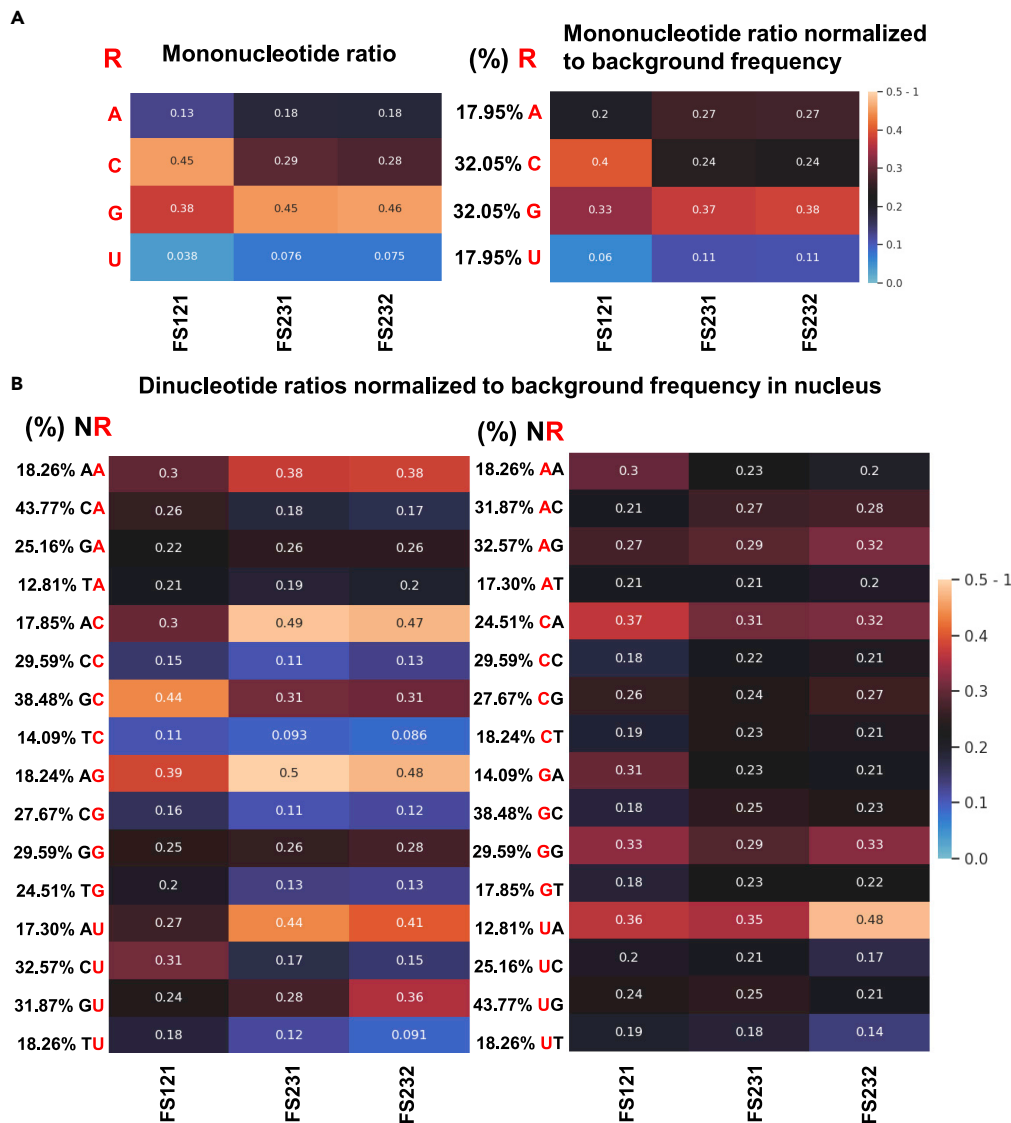 A
R Mononucleotide ratio
A 0.13 0.18 0.18
C 0.45 0.29 0.28
G 0.38 0.45 0.46
U 0.038 0.076 0.075
FS121 FS231 FS232
(%) R Mononucleotide ratio normalized
to background frequency
17.95% A 0.2 0.27 0.27
32.05% C 0.4 0.24 0.24
32.05% G 0.33 0.37 0.38
17.95% U 0.06 0.11 0.11
FS121 FS231 FS232
0.5 - 1
0.4
0.3
0.2
0.1
0.0
B
Dinucleotide ratios normalized to background frequency in nucleus
(%) NR
18.26% AA 0.3 0.38 0.38
43.77% CA 0.26 0.18 0.17
25.16% GA 0.22 0.26 0.26
12.81% TA 0.21 0.19 0.2
17.85% AC 0.3 0.49 0.47
29.59% CC 0.15 0.11 0.13
38.48% GC 0.44 0.31 0.31
14.09% TC 0.11 0.093 0.086
18.24% AG 0.39 0.5 0.48
27.67% CG 0.16 0.11 0.12
29.59% GG 0.25 0.26 0.28
24.51% TG 0.2 0.13 0.13
17.30% AU 0.27 0.44 0.41
32.57% CU 0.31 0.17 0.15
31.87% GU 0.24 0.28 0.36
18.26% TU 0.18 0.12 0.091
FS121 FS231 FS232
(%) NR
18.26% AA 0.3 0.23 0.2
31.87% AC 0.21 0.27 0.28
32.57% AG 0.27 0.29 0.32
17.30% AT 0.21 0.21 0.2
24.51% CA 0.37 0.31 0.32
29.59% CC 0.18 0.22 0.21
27.67% CG 0.26 0.24 0.27
18.24% CT 0.19 0.23 0.21
14.09% GA 0.31 0.23 0.21
38.48% GC 0.18 0.25 0.23
29.59% GG 0.33 0.29 0.33
17.85% GT 0.18 0.23 0.22
12.81% UA 0.36 0.35 0.48
25.16% UC 0.2 0.21 0.17
43.77% UG 0.24 0.25 0.21
18.26% UT 0.19 0.18 0.14
FS121 FS231 FS232
0.5 - 1
0.4
0.3
0.2
0.1
0.0